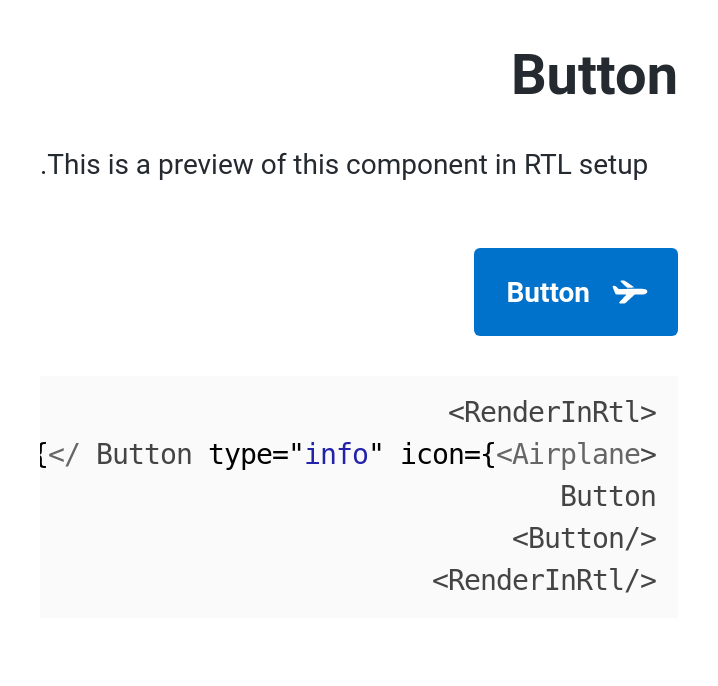 Button
.This is a preview of this component in RTL setup
Button
<RenderInRtl>
{</ Button type="info" icon={<Airplane>
Button
<Button/>
<RenderInRtl/>